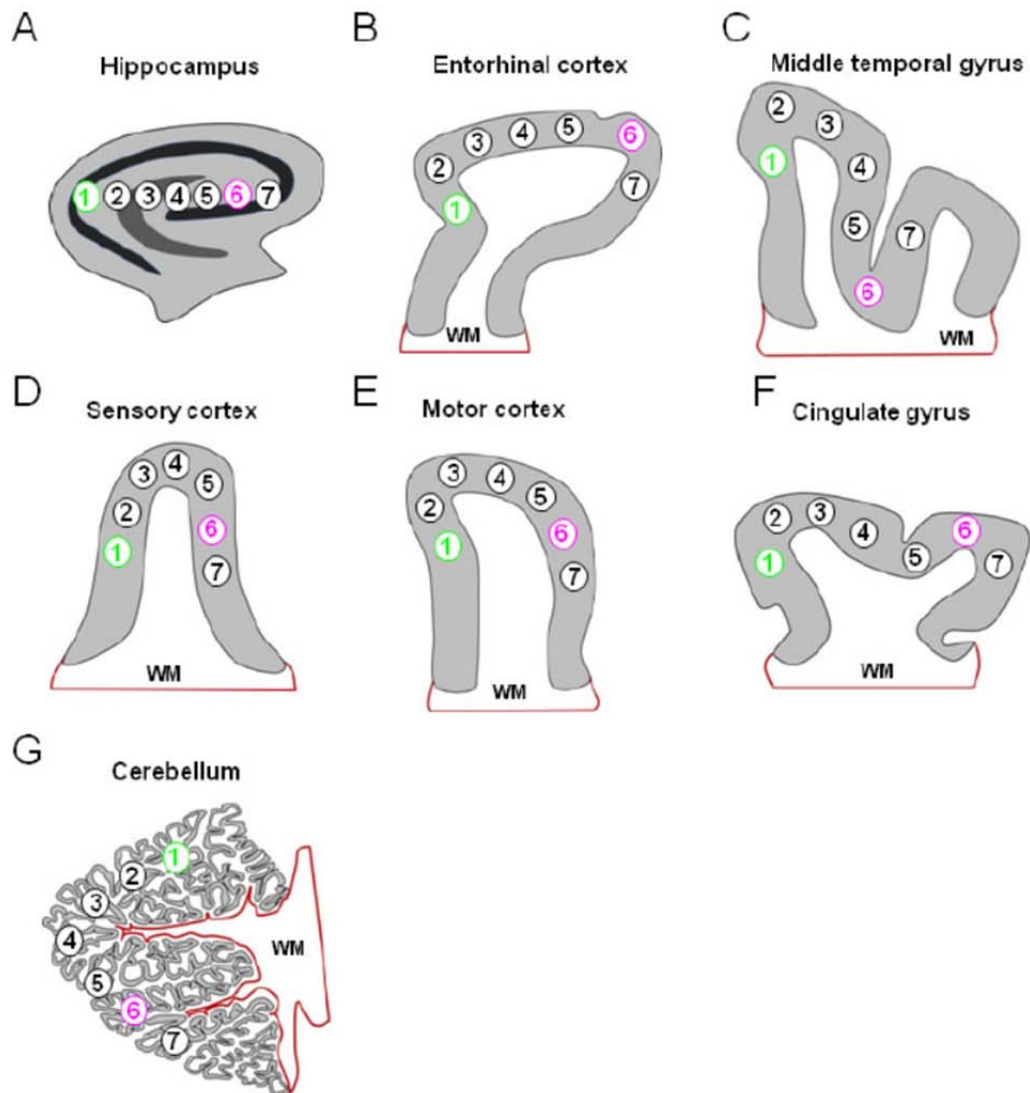 A
Hippocampus
1 2 3 4 5 6 7
B
Entorhinal cortex
1 2 3 4 5 6 7
WM
C
Middle temporal gyrus
1 2 3 4 5 6 7
WM
D
Sensory cortex
1 2 3 4 5 6 7
WM
E
Motor cortex
1 2 3 4 5 6 7
WM
F
Cingulate gyrus
1 2 3 4 5 6 7
WM
G
Cerebellum
1 2 3 4 5 6 7
WM